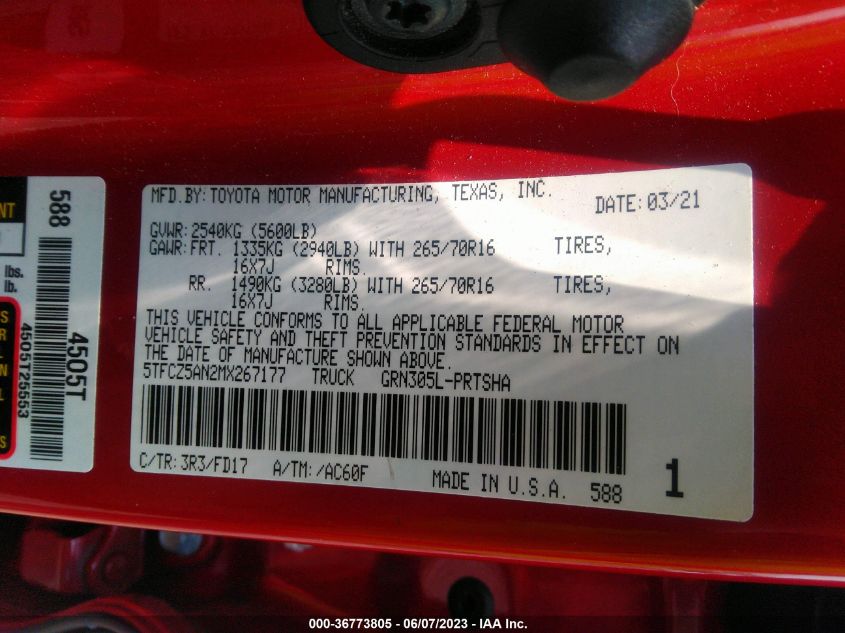 MFD.BY:TOYOTA MOTOR MANUFACTURING, TEXAS, INC. DATE:03/21
GVWR: 2540KG (5600LB)
GAWR:FRT. 1335KG (2940LB) WITH 265/70R16 TIRES,
16X7J RIMS.
RR. 1490KG (3280LB) WITH 265/70R16 TIRES,
16X7J RIMS.
THIS VEHICLE CONFORMS TO ALL APPLICABLE FEDERAL MOTOR
VEHICLE SAFETY AND THEFT PREVENTION STANDARDS IN EFFECT ON
THE DATE OF MANUFACTURE SHOWN ABOVE.
5TFCZ5AN2MX267177 TRUCK GRN305L-PRTSHA
C/TR:3R3/FD17 A/TM:/AC60F MADE IN U.S.A. 588 1
588
4505T
4505T25553
NT
lbs.
lb.
S
R
L
N
L
S
000-36773805 - 06/07/2023 - IAA Inc.